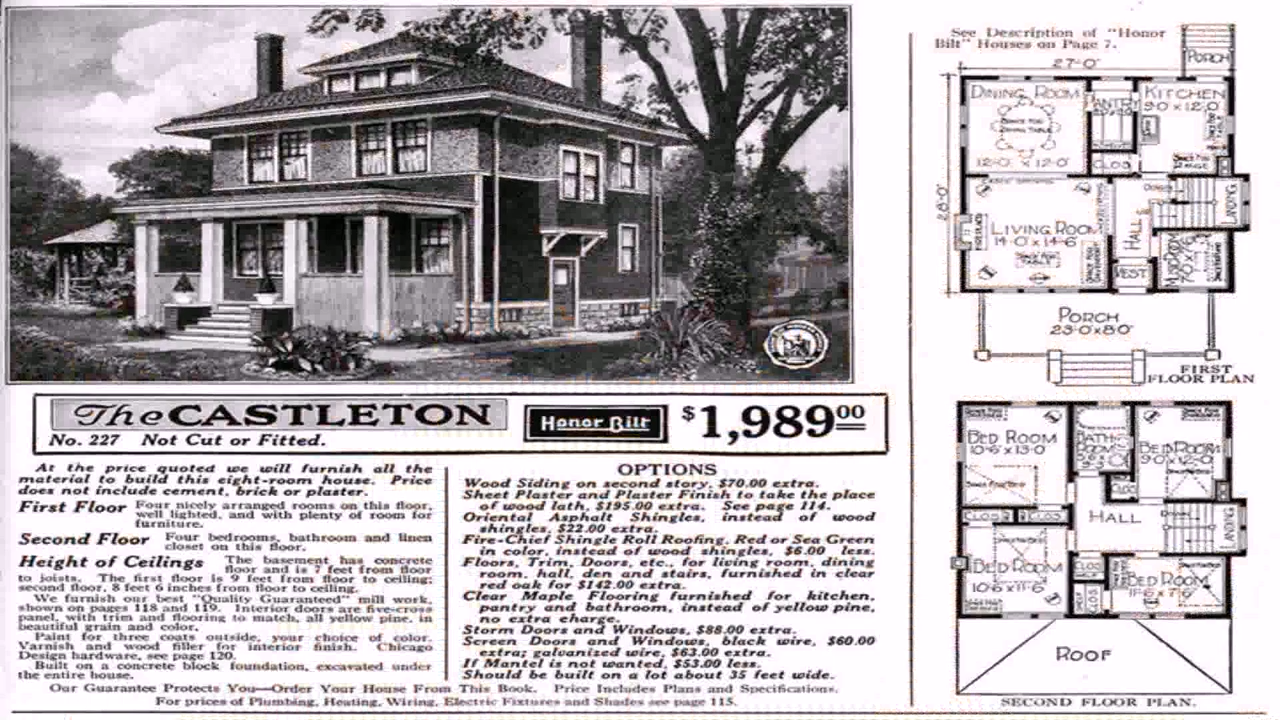 The CASTLETON
Honor Bilt
$1,989.00
No. 227 Not Cut or Fitted.
At the price quoted we will furnish all the
material to build this eight-room house. Price
does not include cement, brick or plaster.
First Floor Four nicely arranged rooms on this floor,
well lighted, and with plenty of room for
furniture.
Second Floor Four bedrooms, bathroom and linen
closet on this floor.
Height of Ceilings The basement has concrete
floor and is 7 feet from floor
to joists. The first floor is 9 feet from floor to ceiling;
second floor, 8 feet 6 inches from floor to ceiling.
We furnish our best "Quality Guaranteed" mill work,
shown on pages 118 and 119. Interior doors are five-cross
panel, with trim and flooring to match, all yellow pine, in
beautiful grain and color.
Paint for three coats outside, your choice of color.
Varnish and wood filler for interior finish. Chicago
Design hardware, see page 120.
Built on a concrete block foundation, excavated under
the entire house.
OPTIONS
Wood Siding on second story, $70.00 extra.
Sheet Plaster and Plaster Finish to take the place
of wood lath, $195.00 extra. See page 114.
Oriental Asphalt Shingles, instead of wood
shingles, $22.00 extra.
Fire-Chief Shingle Roll Roofing, Red or Sea Green
in color, instead of wood shingles, $6.00 less.
Floors, Trim, Doors, etc., for living room, dining
room, hall, den and stairs, furnished in clear
red oak for $142.00 extra.
Clear Maple Flooring furnished for kitchen,
pantry and bathroom, instead of yellow pine,
no extra charge.
Storm Doors and Windows, $88.00 extra.
Screen Doors and Windows, black wire, $60.00
extra; galvanized wire, $63.00 extra.
If Mantel is not wanted, $53.00 less.
Should be built on a lot about 35 feet wide.
Our Guarantee Protects You—Order Your House From This Book. Price Includes Plans and Specifications.
For prices of Plumbing, Heating, Wiring, Electric Fixtures and Shades see page 115.
See Description of "Honor
Bilt" Houses on Page 7.
27'-0"
PORCH
DINING ROOM
12'-0" x 12'-0"
PANTRY
KITCHEN
9'-0" x 12'-0"
CLOS
28'-0"
LIVING ROOM
14'-0" x 14'-6"
HALL
LANDING
VEST
PORCH
23'-0" x 8'-0"
FIRST
FLOOR PLAN
BED ROOM
10'-6" x 13'-0"
BATH
ROOM
BED ROOM
9'-0" x 12'-0"
CLOS
CLOS
CLOS
HALL
LANDING
BED ROOM
10'-6" x 11'-6"
CLOS
CLOS
BED ROOM
ROOF
SECOND FLOOR PLAN.